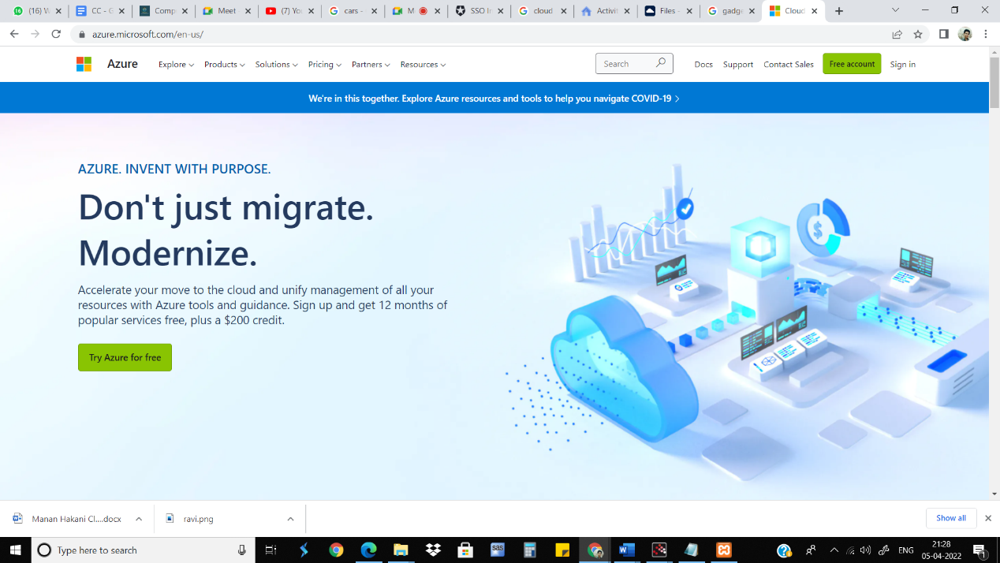 (16) W
CC - G
Comp
Meet
(7) Yo
cars -
M
SSO In
cloud
Activit
Files -
gadge
Cloud
azure.microsoft.com/en-us/
Azure
Explore
Products
Solutions
Pricing
Partners
Resources
Search
Docs
Support
Contact Sales
Free account
Sign in
We're in this together. Explore Azure resources and tools to help you navigate COVID-19 >
AZURE. INVENT WITH PURPOSE.
Don't just migrate.
Modernize.
Accelerate your move to the cloud and unify management of all your
resources with Azure tools and guidance. Sign up and get 12 months of
popular services free, plus a $200 credit.
Try Azure for free
$
Manan Hakani Cl....docx
ravi.png
Show all
Type here to search
sas
ENG
21:28
05-04-2022
1